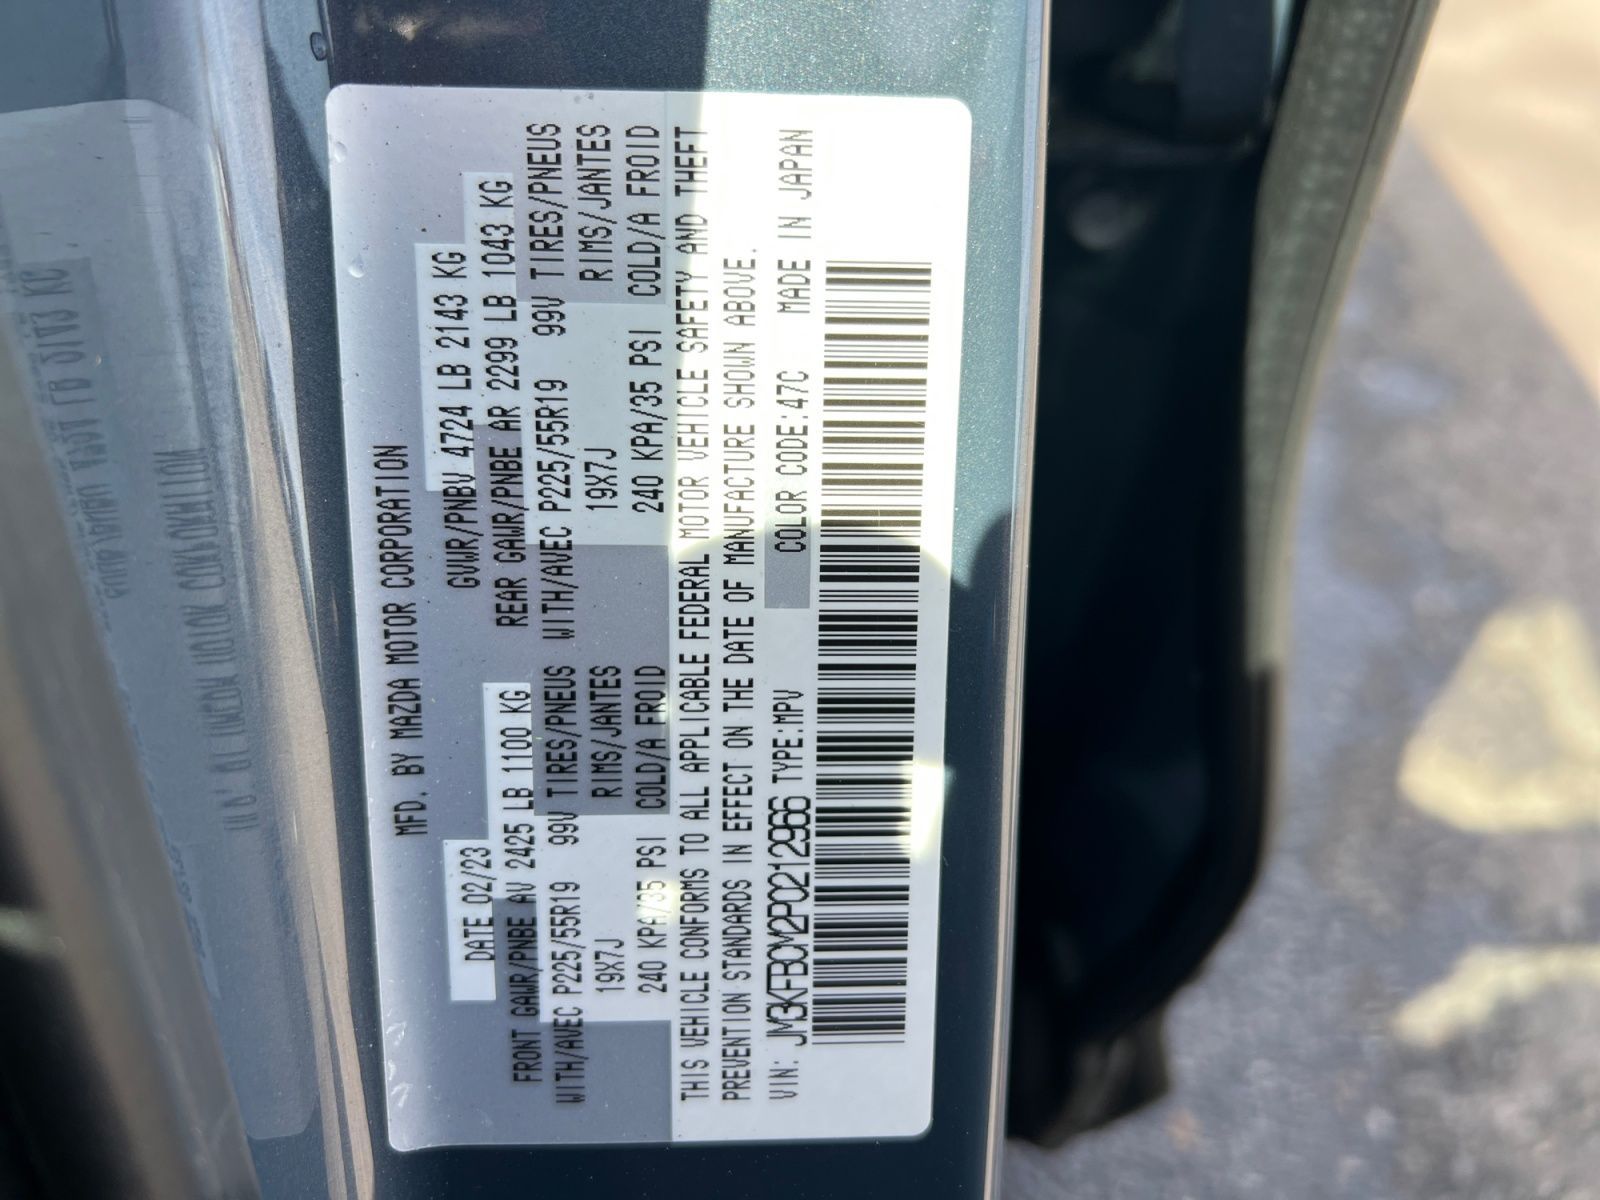 MFD. BY MAZDA MOTOR CORPORATION
DATE 02/23 GVWR/PNBV 4724 LB 2143 KG
FRONT GAWR/PNBE AV 2425 LB 1100 KG REAR GAWR/PNBE AR 2299 LB 1043 KG
WITH/AVEC P225/55R19 99V TIRES/PNEUS WITH/AVEC P225/55R19 99V TIRES/PNEUS
19X7J RIMS/JANTES 19X7J RIMS/JANTES
240 KPA/35 PSI COLD/A FROID 240 KPA/35 PSI COLD/A FROID
THIS VEHICLE CONFORMS TO ALL APPLICABLE FEDERAL MOTOR VEHICLE SAFETY AND THEFT
PREVENTION STANDARDS IN EFFECT ON THE DATE OF MANUFACTURE SHOWN ABOVE.
VIN: JM3KFBCM2P0212966 TYPE:MPV COLOR CODE:47C MADE IN JAPAN